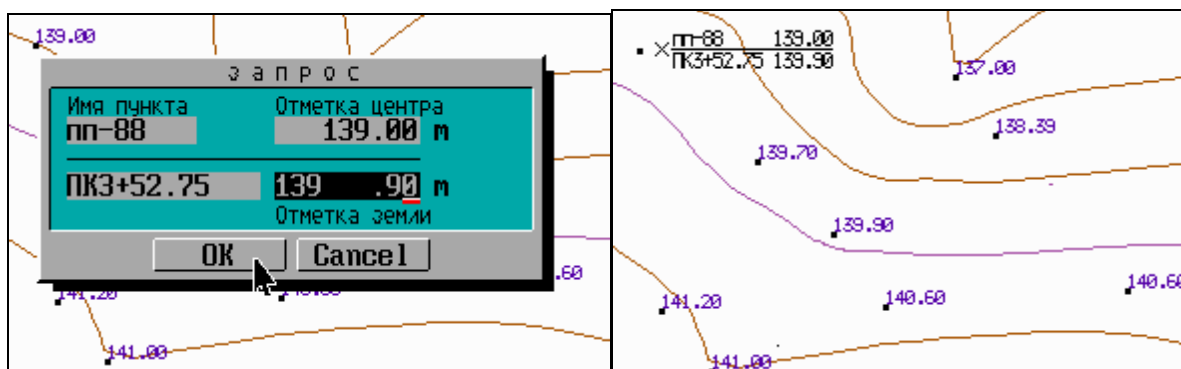 139.00
запрос
Имя пункта Отметка центра
пп-88 139.00 m
ПК3+52.75 139 .90 m
Отметка земли
OK Cancel
.60
141.20
141.00
пп-88 139.00
ПК3+52.75 139.90
137.00
138.39
139.70
139.90
140.60
141.20 140.60
141.00